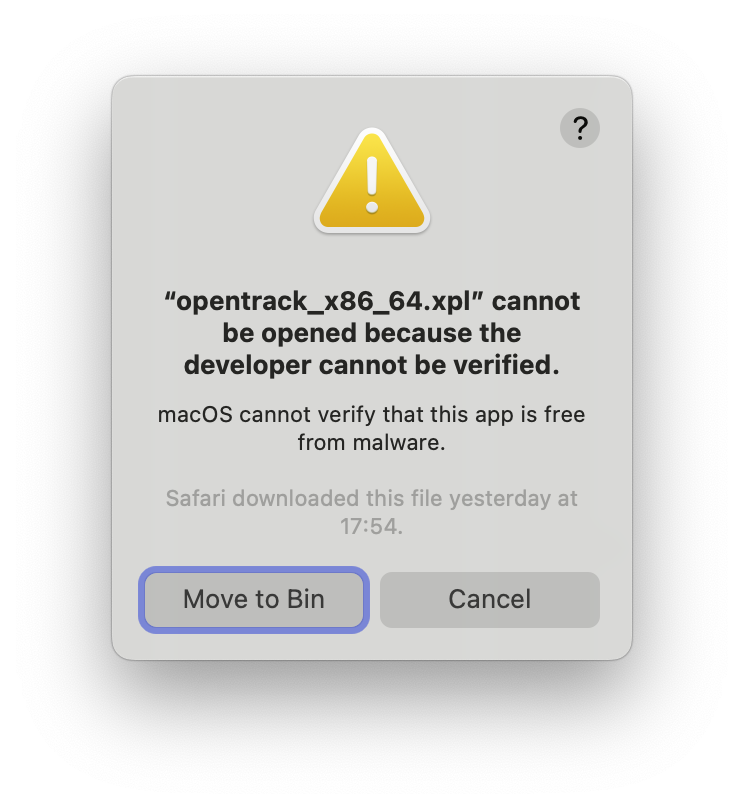 ?
“opentrack_x86_64.xpl” cannot
be opened because the
developer cannot be verified.
macOS cannot verify that this app is free
from malware.
Safari downloaded this file yesterday at
17:54.
Move to Bin
Cancel